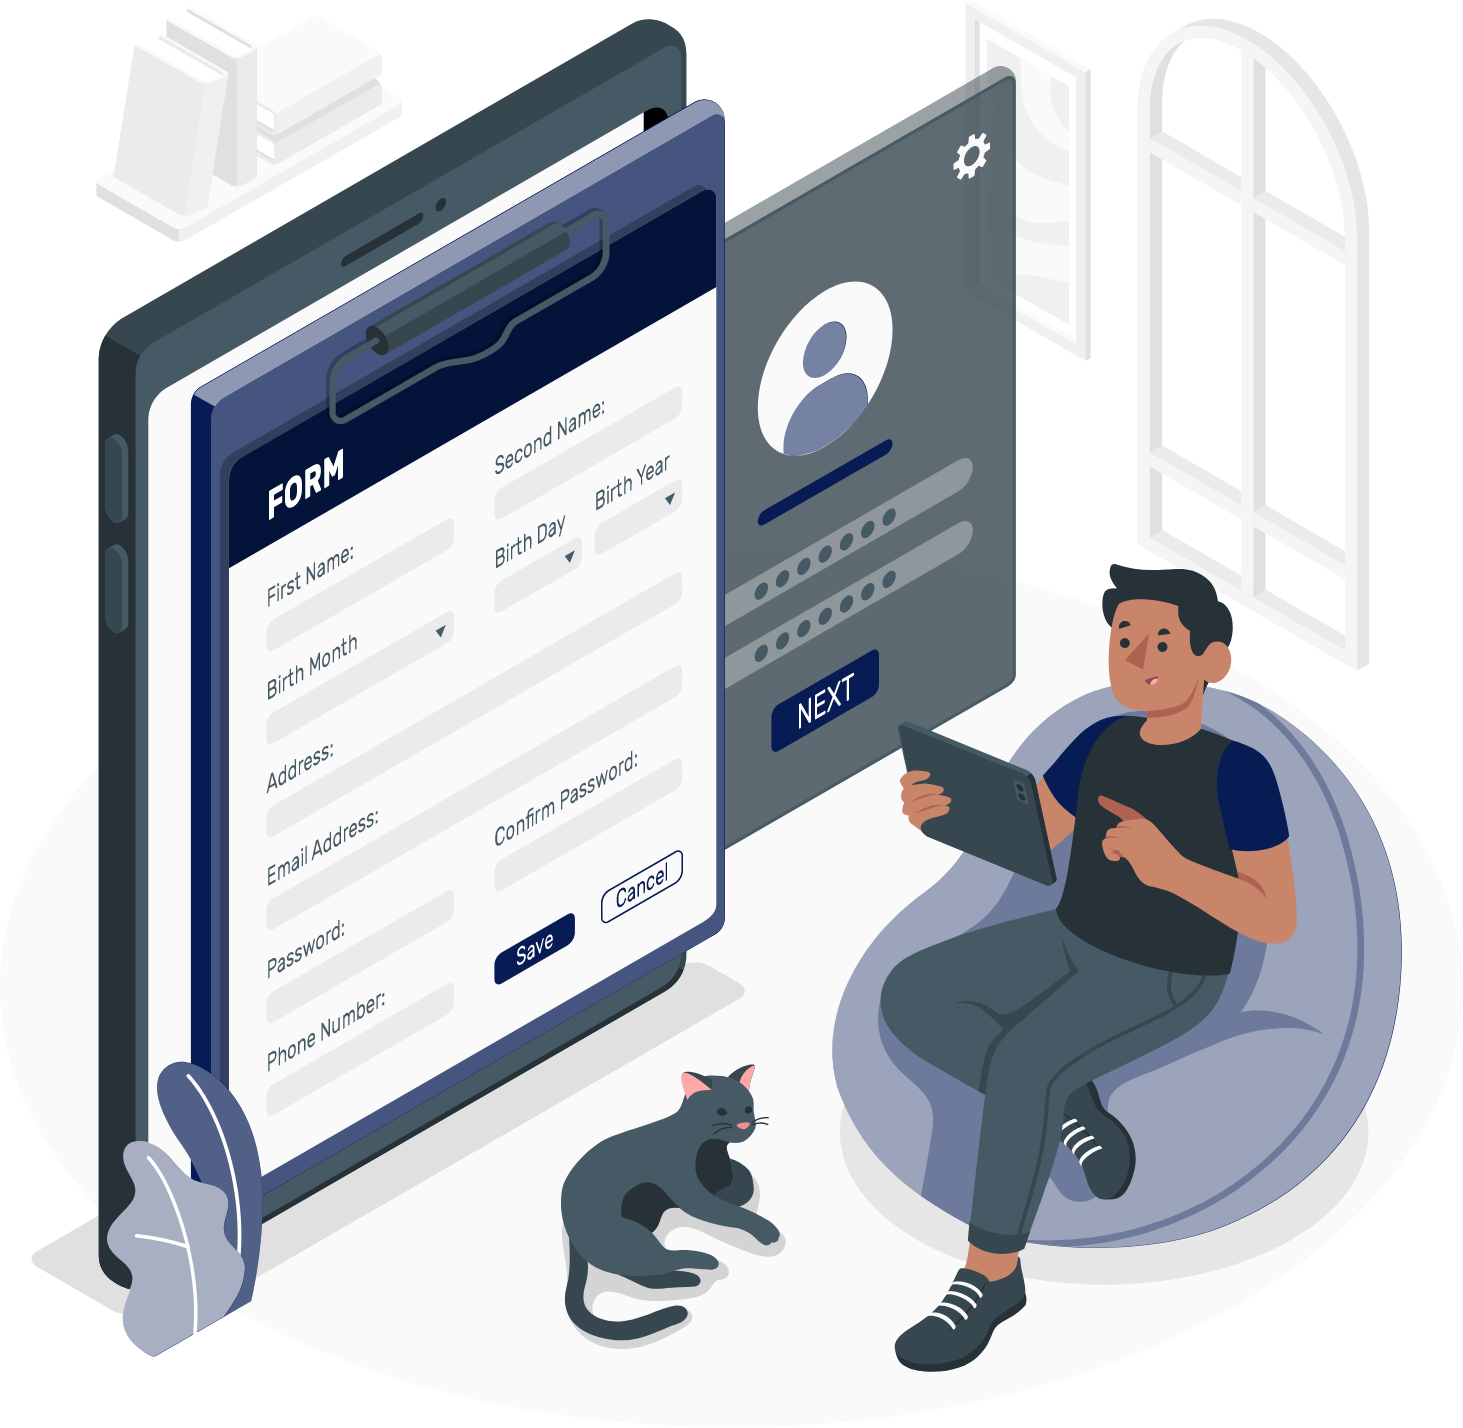 FORM
First Name:
Second Name:
Birth Month
Birth Day
Birth Year
Address:
Email Address:
Password:
Confirm Password:
Phone Number:
Save
Cancel
NEXT